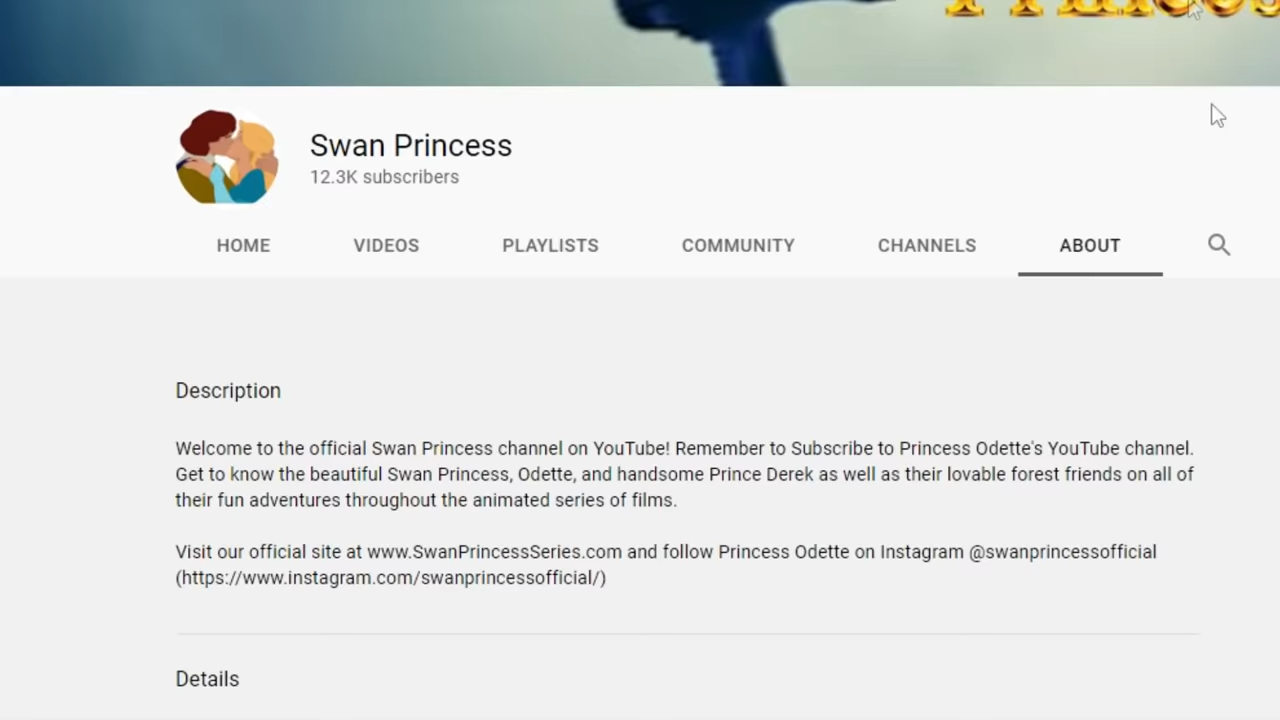 Princes
Swan Princess
12.3K subscribers
HOME VIDEOS PLAYLISTS COMMUNITY CHANNELS ABOUT
Description
Welcome to the official Swan Princess channel on YouTube! Remember to Subscribe to Princess Odette's YouTube channel.
Get to know the beautiful Swan Princess, Odette, and handsome Prince Derek as well as their lovable forest friends on all of
their fun adventures throughout the animated series of films.
Visit our official site at www.SwanPrincessSeries.com and follow Princess Odette on Instagram @swanprincessofficial
(https://www.instagram.com/swanprincessofficial/)
Details